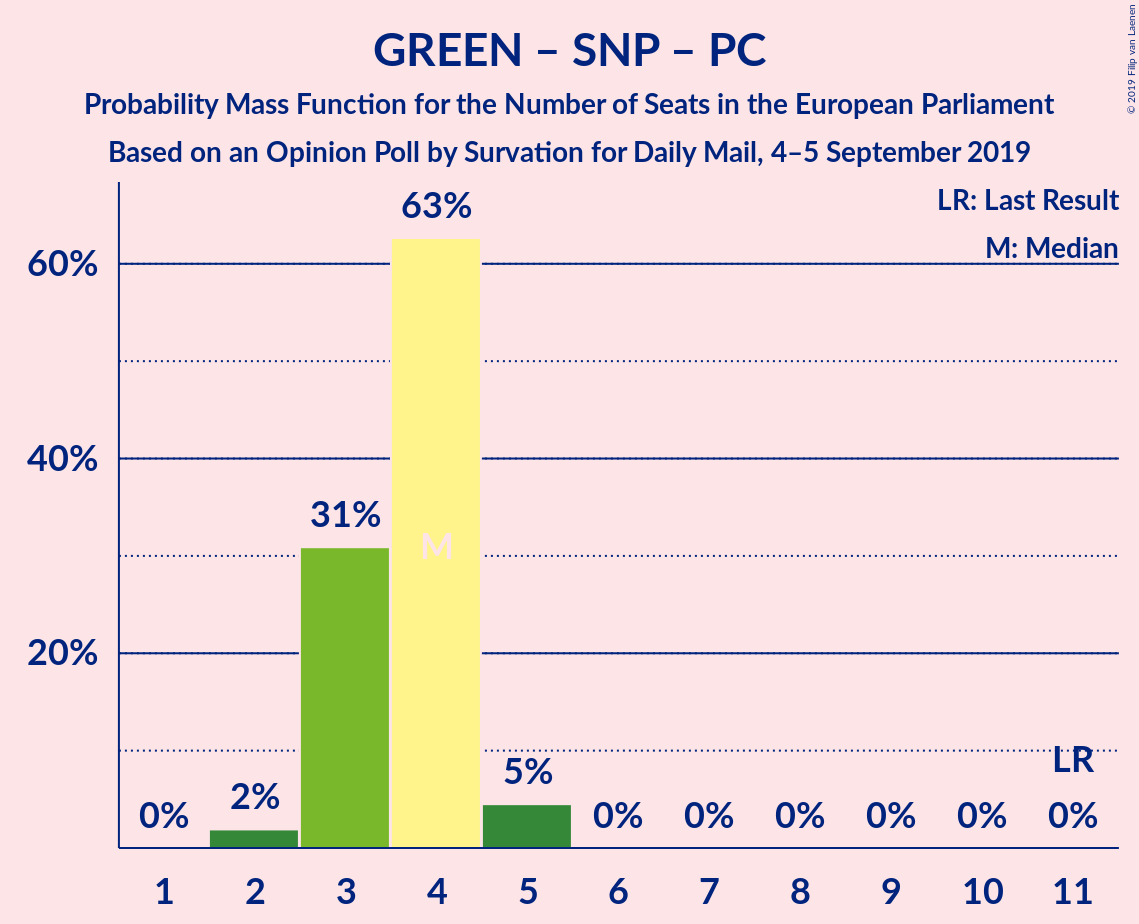 GREEN – SNP – PC
Probability Mass Function for the Number of Seats in the European Parliament
Based on an Opinion Poll by Survation for Daily Mail, 4–5 September 2019
© 2019 Filip van Laenen
LR: Last Result
M: Median
63%
60%
40%
31%
M
20%
LR
5%
2%
0% 0% 0% 0% 0% 0% 0%
1 2 3 4 5 6 7 8 9 10 11